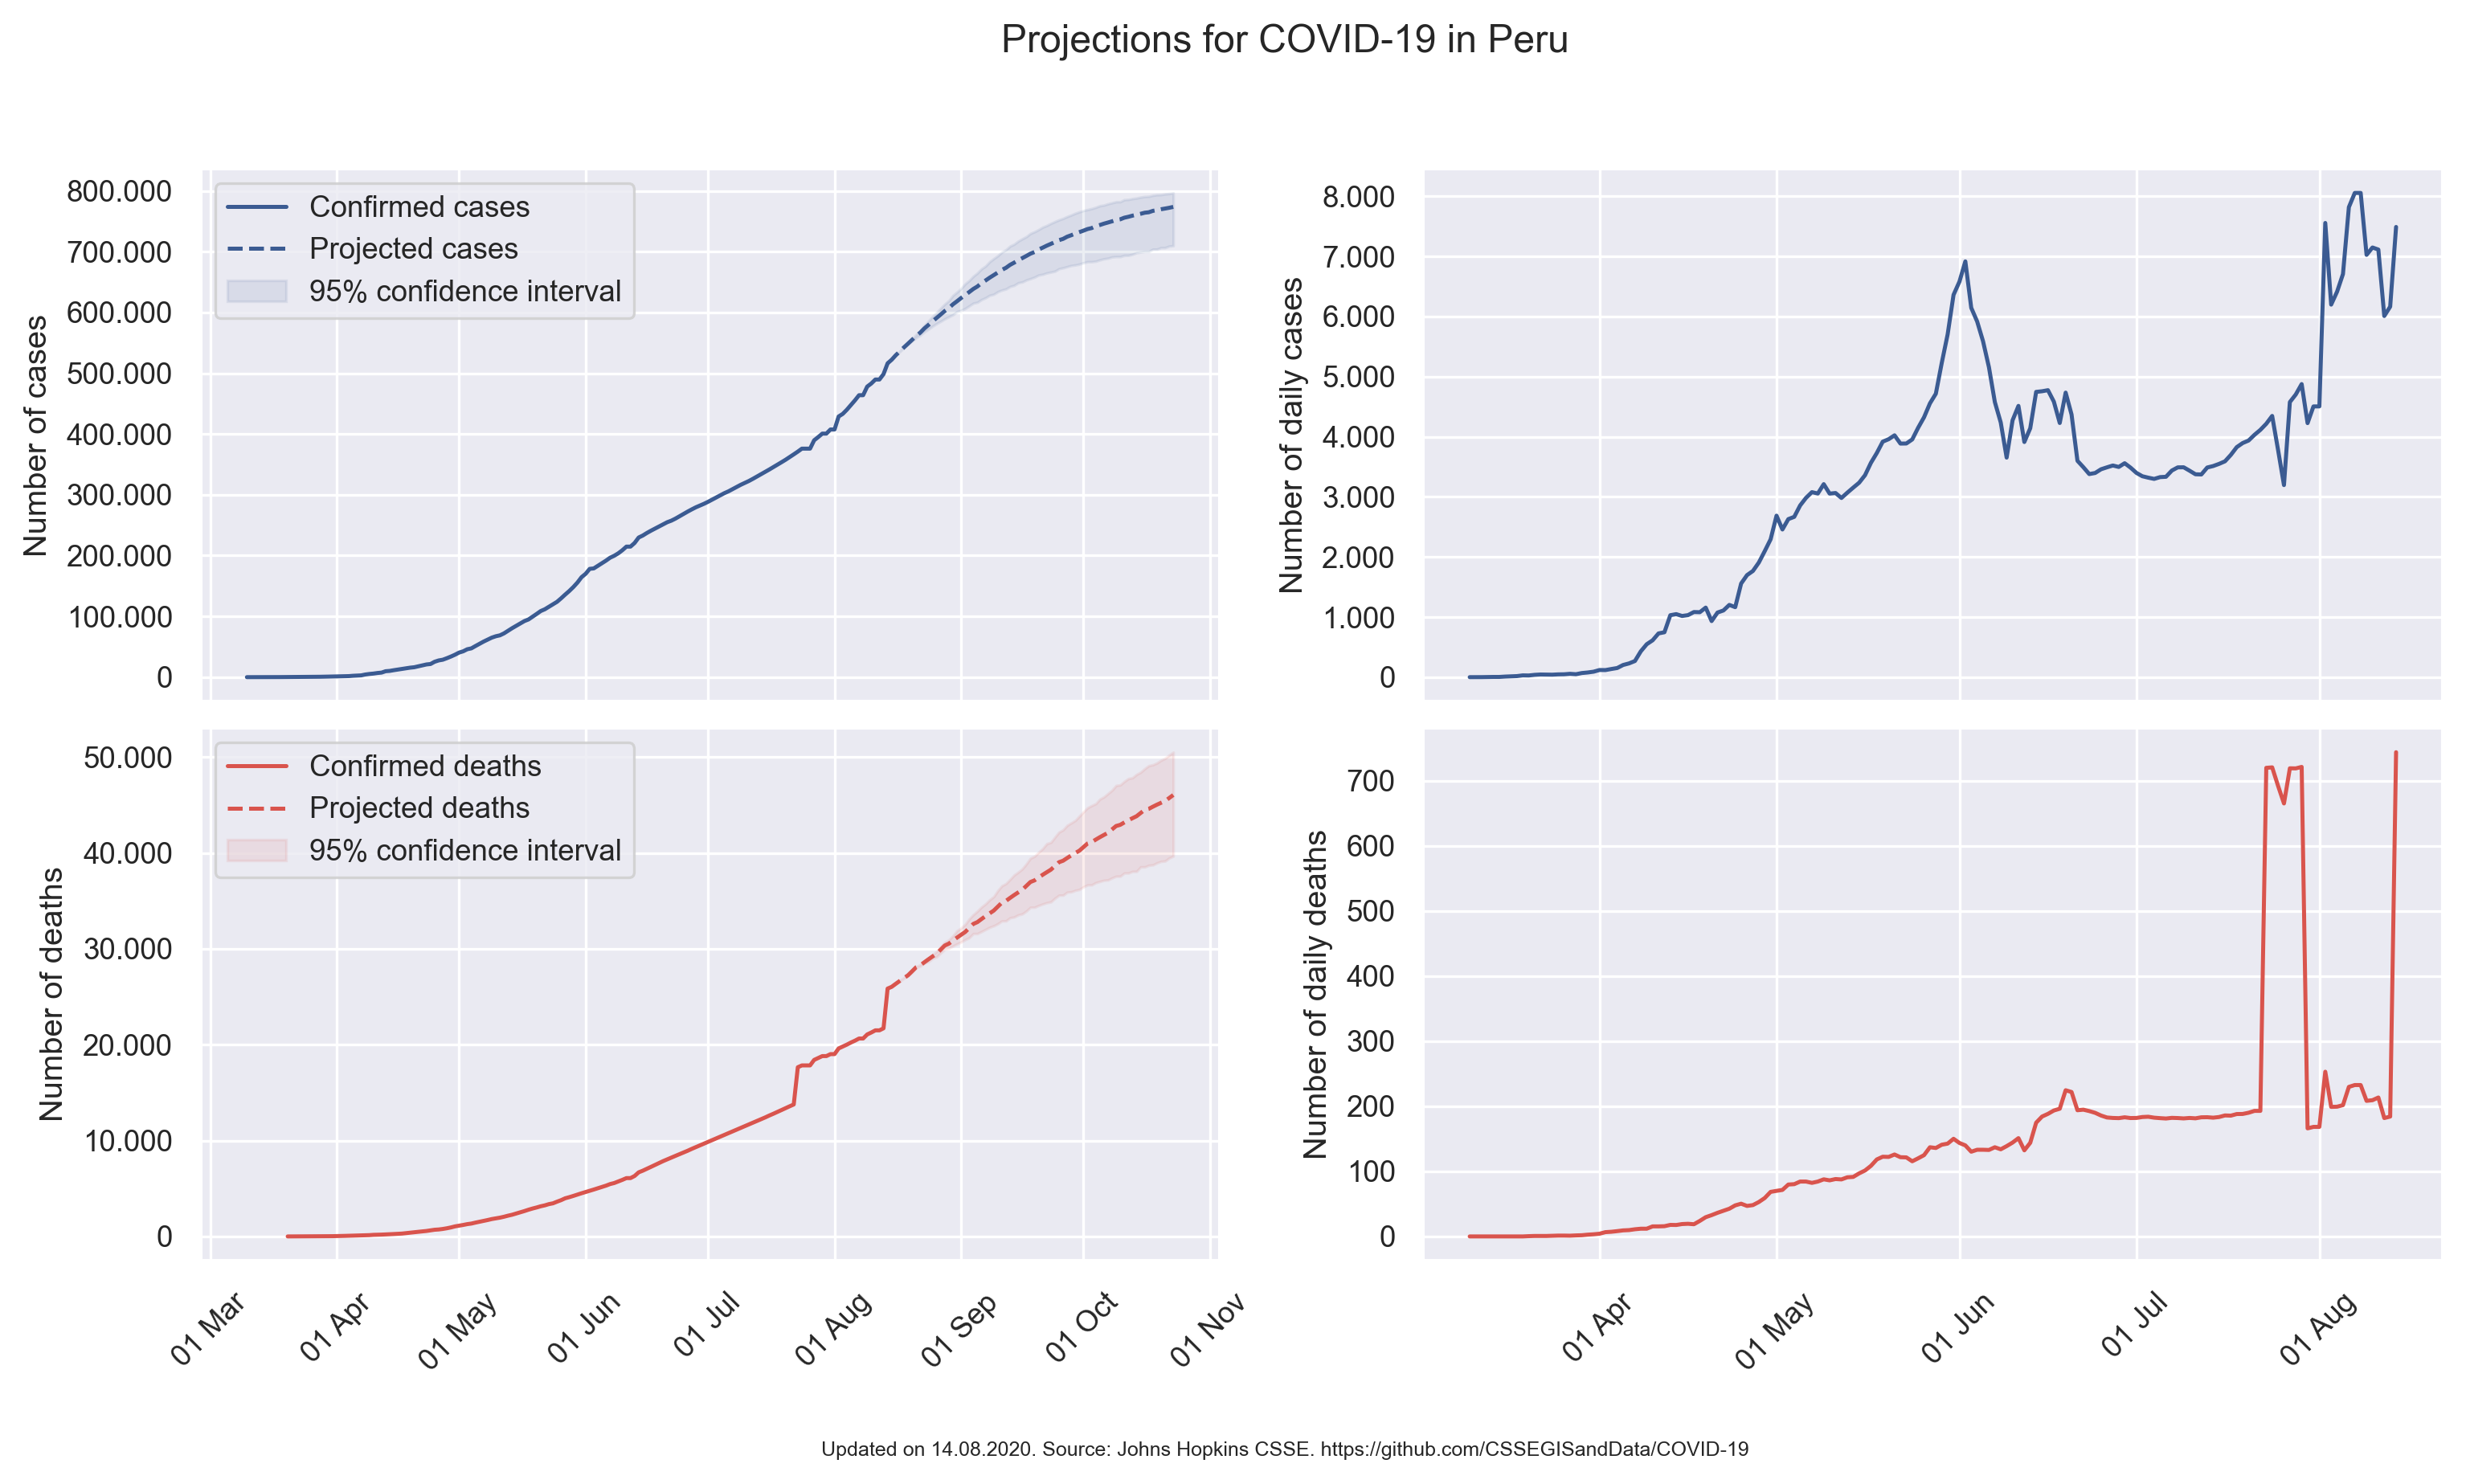 Projections for COVID-19 in Peru
Number of cases
800.000
700.000
600.000
500.000
400.000
300.000
200.000
100.000
0
Confirmed cases
Projected cases
95% confidence interval
Number of daily cases
8.000
7.000
6.000
5.000
4.000
3.000
2.000
1.000
0
Number of deaths
50.000
40.000
30.000
20.000
10.000
0
Confirmed deaths
Projected deaths
95% confidence interval
01 Mar
01 Apr
01 May
01 Jun
01 Jul
01 Aug
01 Sep
01 Oct
01 Nov
Number of daily deaths
700
600
500
400
300
200
100
0
01 Apr
01 May
01 Jun
01 Jul
01 Aug
Updated on 14.08.2020. Source: Johns Hopkins CSSE. https://github.com/CSSEGISandData/COVID-19